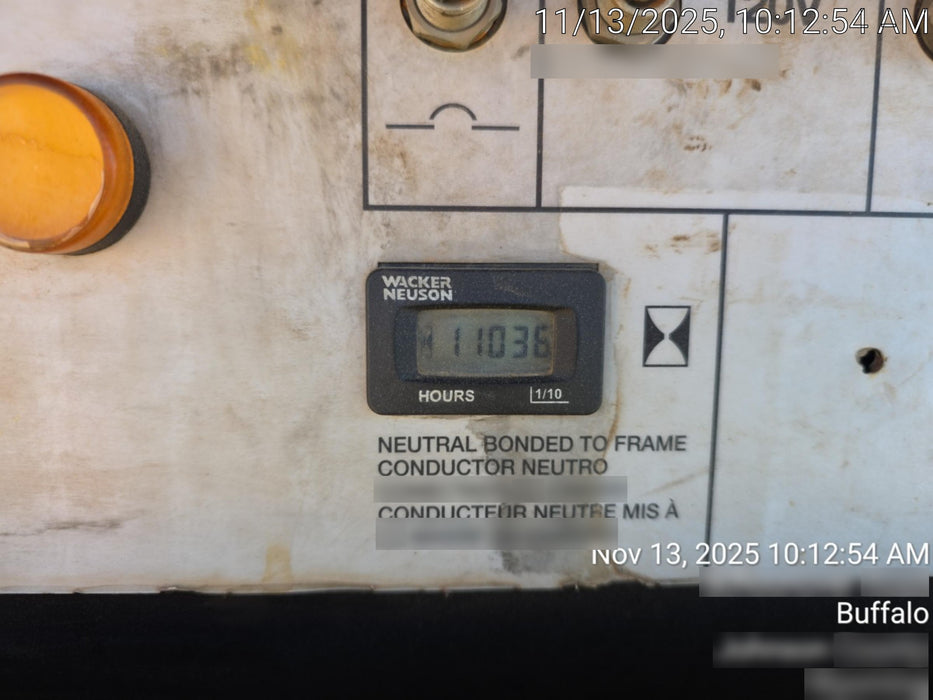 11/13/2025, 10:12:54 AM
WACKER
NEUSON
11036
HOURS 1/10
NEUTRAL BONDED TO FRAME
CONDUCTOR NEUTRO
CONDUCTEUR NEUTRE MIS À
Nov 13, 2025 10:12:54 AM
Buffalo